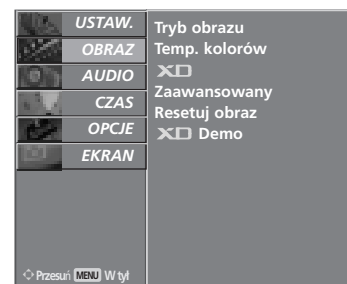 USTAW.
OBRAZ
AUDIO
CZAS
OPCJE
EKRAN
Tryb obrazu
Temp. kolorów
XD
Zaawansowany
Resetuj obraz
XD Demo
Przesuń MENU W tył